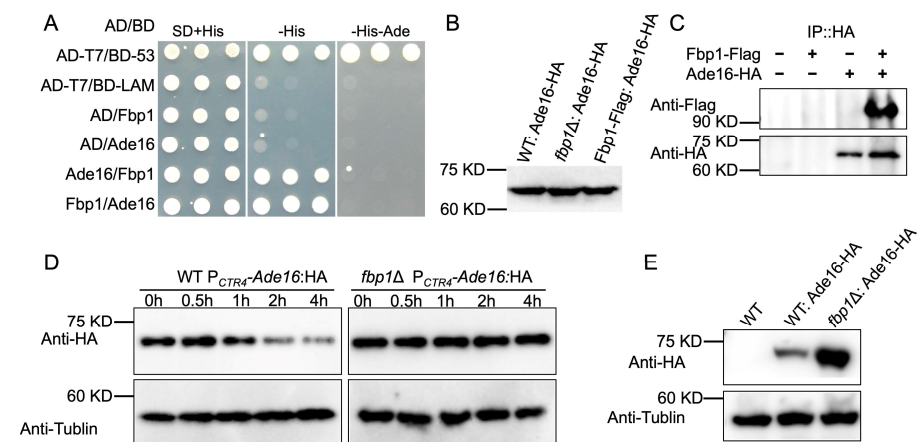 A
AD/BD
SD+His
-His
-His-Ade
AD-T7/BD-53
AD-T7/BD-LAM
AD/Fbp1
AD/Ade16
Ade16/Fbp1
Fbp1/Ade16
B
WT: Ade16-HA
fbp1Δ: Ade16-HA
Fbp1-Flag: Ade16-HA
75 KD
60 KD
C
IP::HA
Fbp1-Flag - + - +
Ade16-HA - - + +
Anti-Flag
90 KD
75 KD
Anti-HA
60 KD
D
WT PCTR4-Ade16:HA
0h 0.5h 1h 2h 4h
fbp1Δ PCTR4-Ade16:HA
0h 0.5h 1h 2h 4h
75 KD
Anti-HA
60 KD
Anti-Tublin
E
WT
WT: Ade16-HA
fbp1Δ: Ade16-HA
75 KD
Anti-HA
60 KD
Anti-Tublin